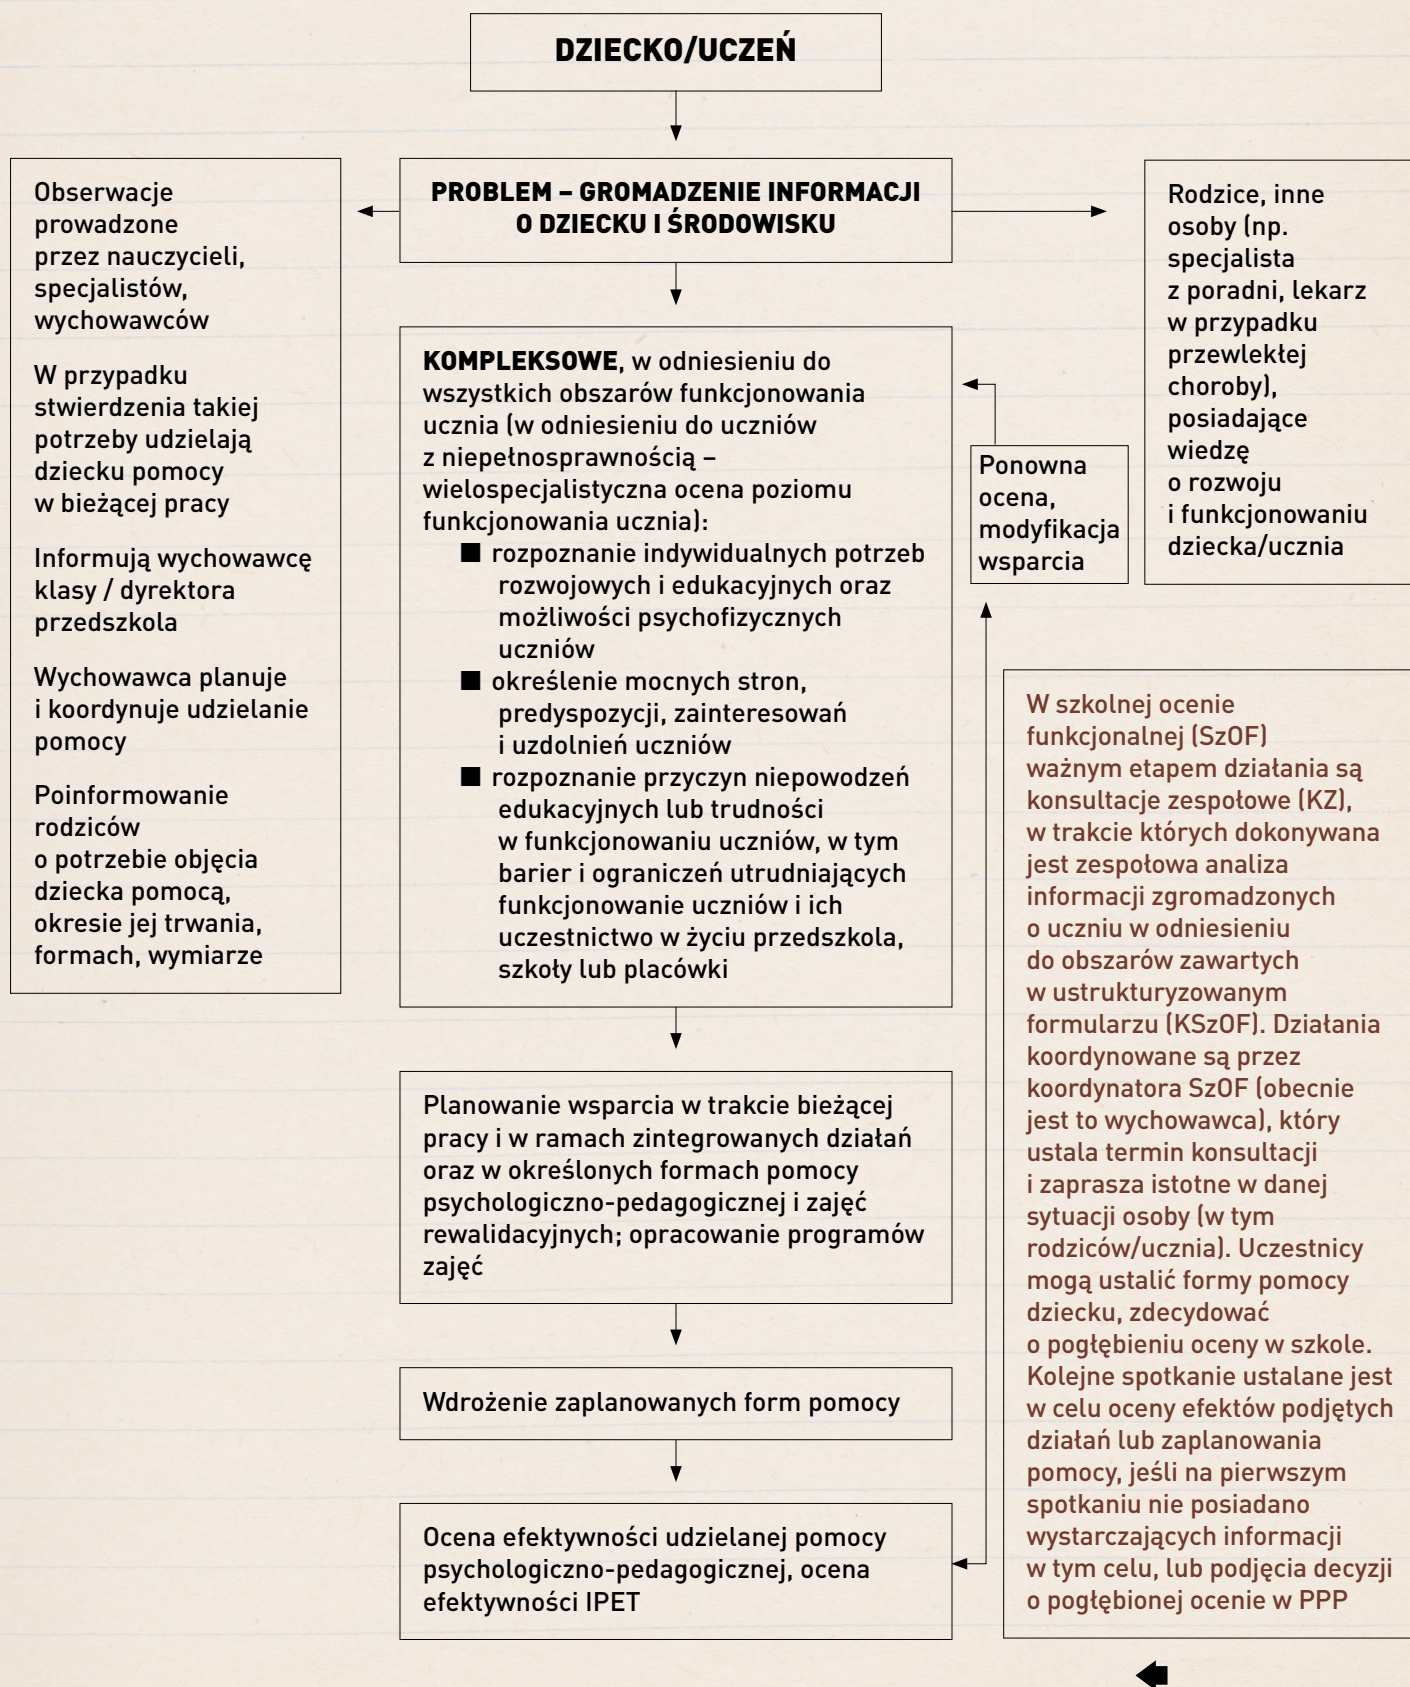 DZIECKO/UCZEŃ
PROBLEM – GROMADZENIE INFORMACJI
O DZIECKU I ŚRODOWISKU
Obserwacje
prowadzone
przez nauczycieli,
specjalistów,
wychowawców
W przypadku
stwierdzenia takiej
potrzeby udzielają
dziecku pomocy
w bieżącej pracy
Informują wychowawcę
klasy / dyrektora
przedszkola
Wychowawca planuje
i koordynuje udzielanie
pomocy
Poinformowanie
rodziców
o potrzebie objęcia
dziecka pomocą,
okresie jej trwania,
formach, wymiarze
KOMPLEKSOWE, w odniesieniu do
wszystkich obszarów funkcjonowania
ucznia (w odniesieniu do uczniów
z niepełnosprawnością –
wielospecjalistyczna ocena poziomu
funkcjonowania ucznia):
■ rozpoznanie indywidualnych potrzeb
rozwojowych i edukacyjnych oraz
możliwości psychofizycznych
uczniów
■ określenie mocnych stron,
predyspozycji, zainteresowań
i uzdolnień uczniów
■ rozpoznanie przyczyn niepowodzeń
edukacyjnych lub trudności
w funkcjonowaniu uczniów, w tym
barier i ograniczeń utrudniających
funkcjonowanie uczniów i ich
uczestnictwo w życiu przedszkola,
szkoły lub placówki
Ponowna
ocena,
modyfikacja
wsparcia
Rodzice, inne
osoby (np.
specjalista
z poradni, lekarz
w przypadku
przewlekłej
choroby),
posiadające
wiedzę
o rozwoju
i funkcjonowaniu
dziecka/ucznia
Planowanie wsparcia w trakcie bieżącej
pracy i w ramach zintegrowanych działań
oraz w określonych formach pomocy
psychologiczno-pedagogicznej i zajęć
rewalidacyjnych; opracowanie programów
zajęć
Wdrożenie zaplanowanych form pomocy
Ocena efektywności udzielanej pomocy
psychologiczno-pedagogicznej, ocena
efektywności IPET
W szkolnej ocenie
funkcjonalnej (SzOF)
ważnym etapem działania są
konsultacje zespołowe (KZ),
w trakcie których dokonywana
jest zespołowa analiza
informacji zgromadzonych
o uczniu w odniesieniu
do obszarów zawartych
w ustrukturyzowanym
formularzu (KSzOF). Działania
koordynowane są przez
koordynatora SzOF (obecnie
jest to wychowawca), który
ustala termin konsultacji
i zaprasza istotne w danej
sytuacji osoby (w tym
rodziców/ucznia). Uczestnicy
mogą ustalić formy pomocy
dziecku, zdecydować
o pogłębieniu oceny w szkole.
Kolejne spotkanie ustalane jest
w celu oceny efektów podjętych
działań lub zaplanowania
pomocy, jeśli na pierwszym
spotkaniu nie posiadano
wystarczających informacji
w tym celu, lub podjęcia decyzji
o pogłębionej ocenie w PPP